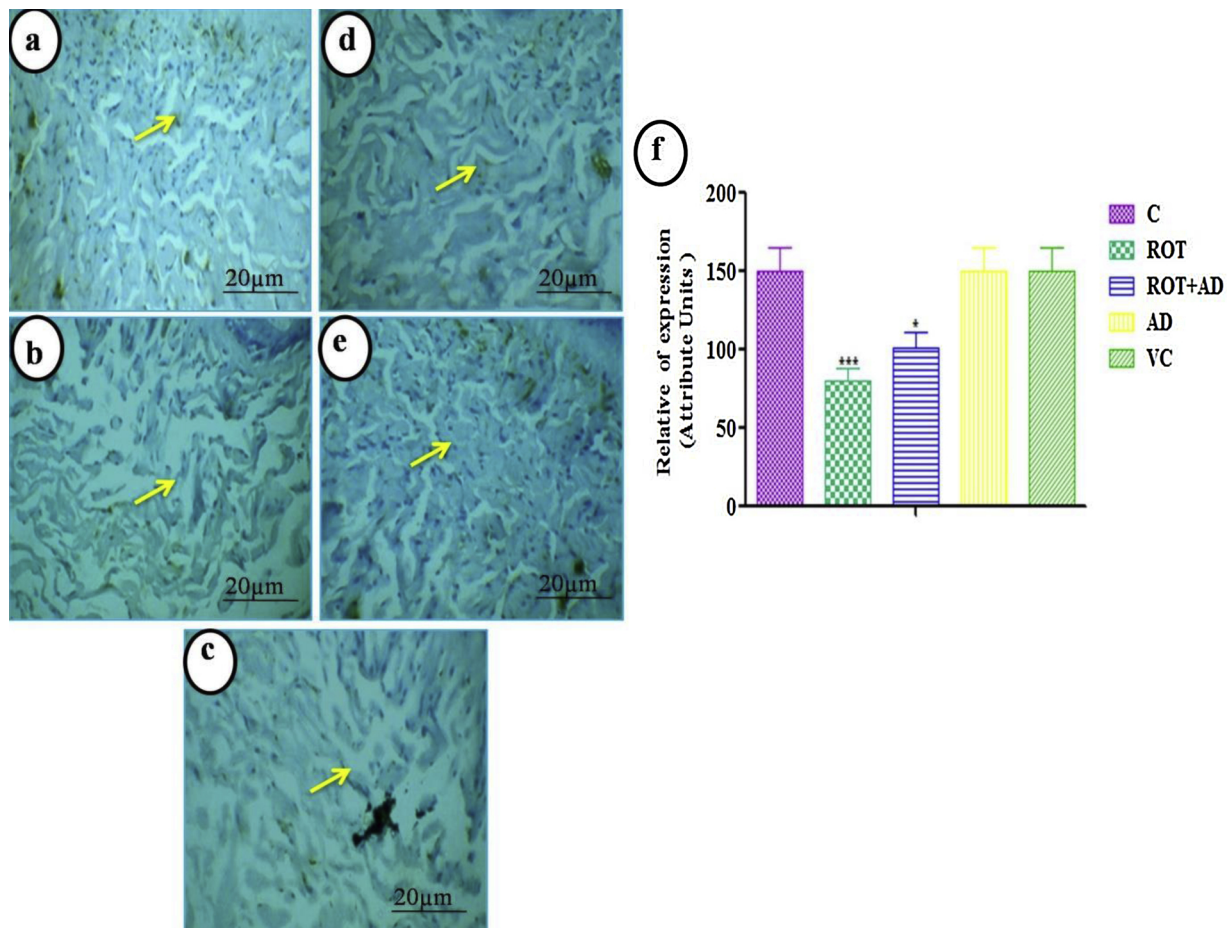 a
20µm
d
20µm
b
20µm
e
20µm
c
20µm
f
Relative of expression
(Attribute Units )
200
150
100
50
0
***
*
C
ROT
ROT+AD
AD
VC